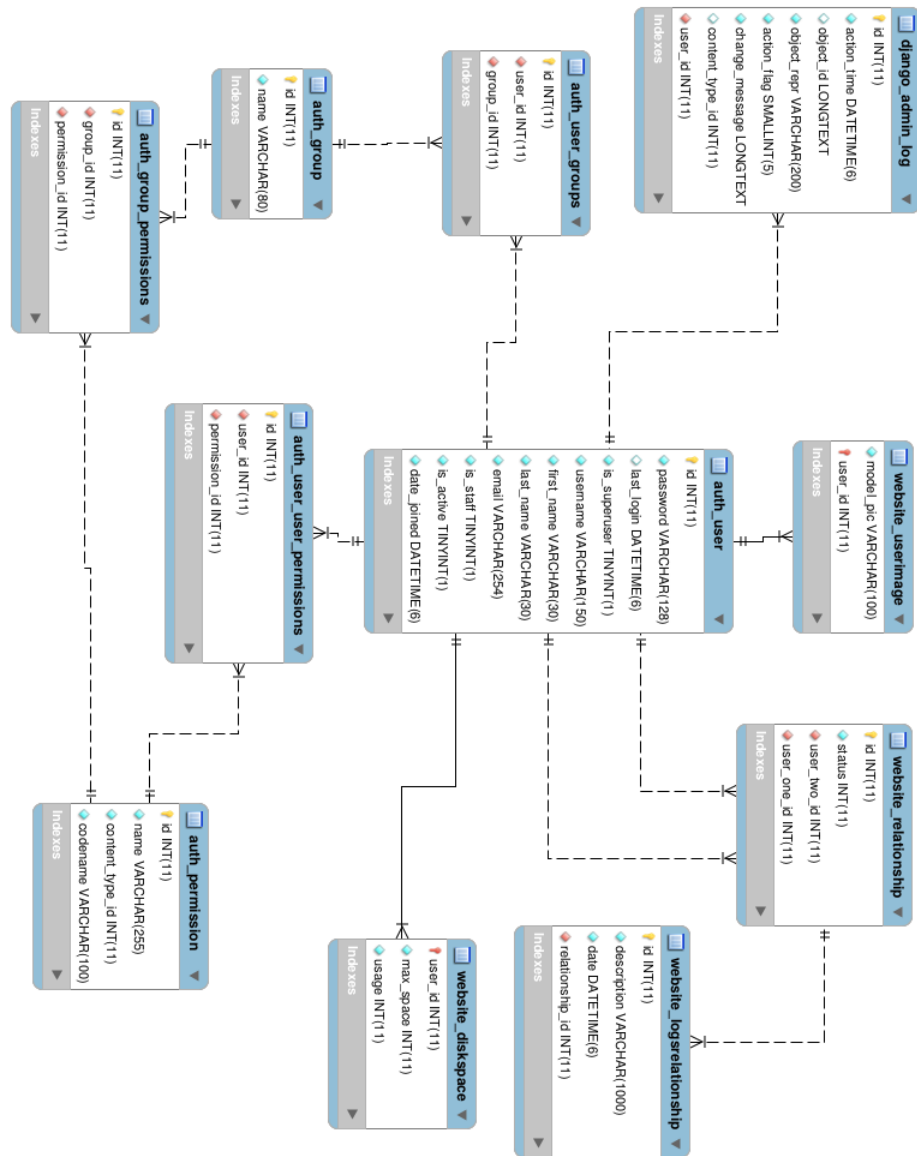 django_admin_log
id INT(11)
action_time DATETIME(6)
object_id LONGTEXT
object_repr VARCHAR(200)
action_flag SMALLINT(5)
change_message LONGTEXT
content_type_id INT(11)
user_id INT(11)
Indexes
website_userimage
model_pic VARCHAR(100)
user_id INT(11)
Indexes
website_relationship
id INT(11)
status INT(11)
user_two_id INT(11)
user_one_id INT(11)
Indexes
auth_user_groups
id INT(11)
user_id INT(11)
group_id INT(11)
Indexes
auth_user
id INT(11)
password VARCHAR(128)
last_login DATETIME(6)
is_superuser TINYINT(1)
username VARCHAR(150)
first_name VARCHAR(30)
last_name VARCHAR(30)
email VARCHAR(254)
is_staff TINYINT(1)
is_active TINYINT(1)
date_joined DATETIME(6)
Indexes
website_logsrelationship
id INT(11)
description VARCHAR(1000)
date DATETIME(6)
relationship_id INT(11)
Indexes
auth_group
id INT(11)
name VARCHAR(80)
Indexes
website_diskspace
user_id INT(11)
max_space INT(11)
usage INT(11)
Indexes
auth_user_user_permissions
id INT(11)
user_id INT(11)
permission_id INT(11)
Indexes
auth_group_permissions
id INT(11)
group_id INT(11)
permission_id INT(11)
Indexes
auth_permission
id INT(11)
name VARCHAR(255)
content_type_id INT(11)
codename VARCHAR(100)
Indexes